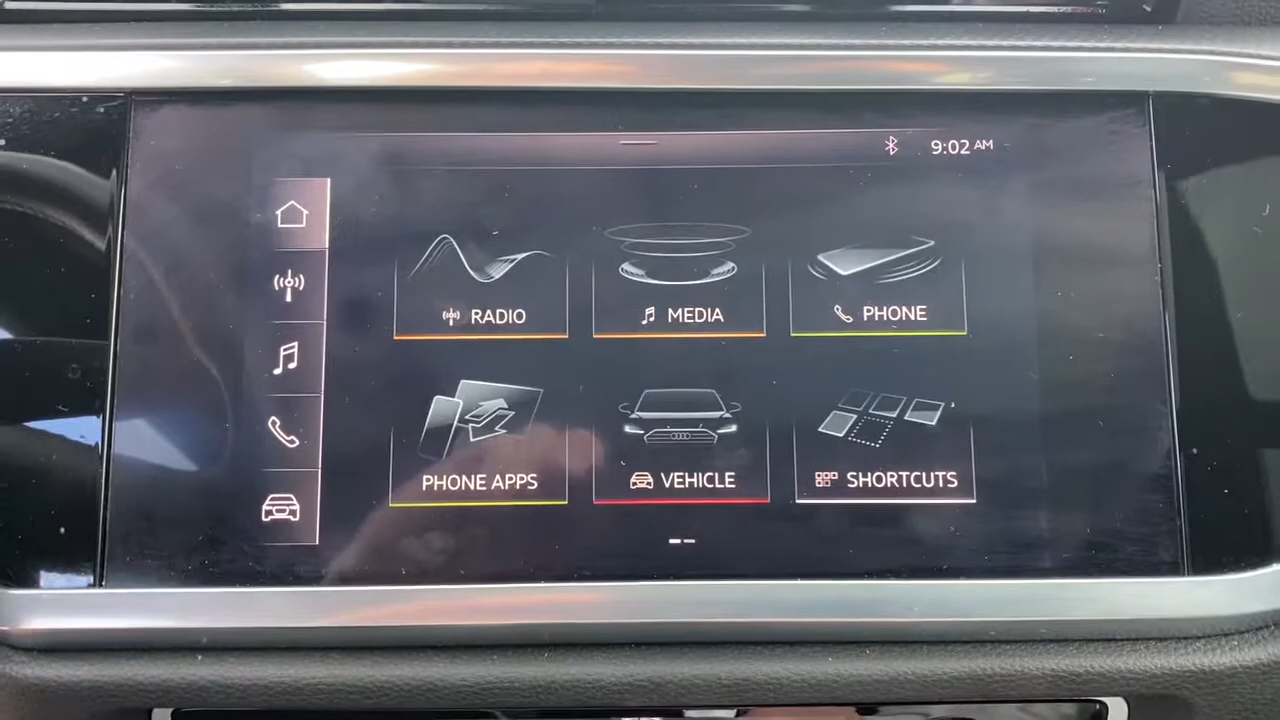 9:02 AM
RADIO
MEDIA
PHONE
PHONE APPS
VEHICLE
SHORTCUTS